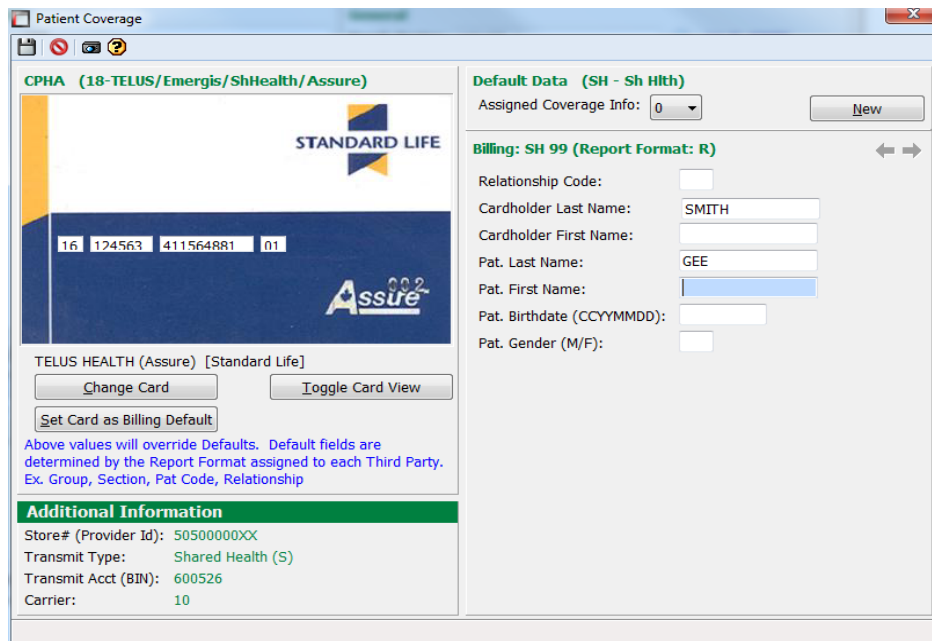 Patient Coverage
CPHA (18-TELUS/Emergis/ShHealth/Assure)
STANDARD LIFE
16 124563 411564881 01
002
Assure
TELUS HEALTH (Assure) [Standard Life]
Change Card Toggle Card View
Set Card as Billing Default
Above values will override Defaults. Default fields are
determined by the Report Format assigned to each Third Party.
Ex. Group, Section, Pat Code, Relationship
Additional Information
Store# (Provider Id): 50500000XX
Transmit Type: Shared Health (S)
Transmit Acct (BIN): 600526
Carrier: 10
Default Data (SH - Sh Hlth)
Assigned Coverage Info: 0 New
Billing: SH 99 (Report Format: R)
Relationship Code:
Cardholder Last Name: SMITH
Cardholder First Name:
Pat. Last Name: GEE
Pat. First Name:
Pat. Birthdate (CCYYMMDD):
Pat. Gender (M/F):